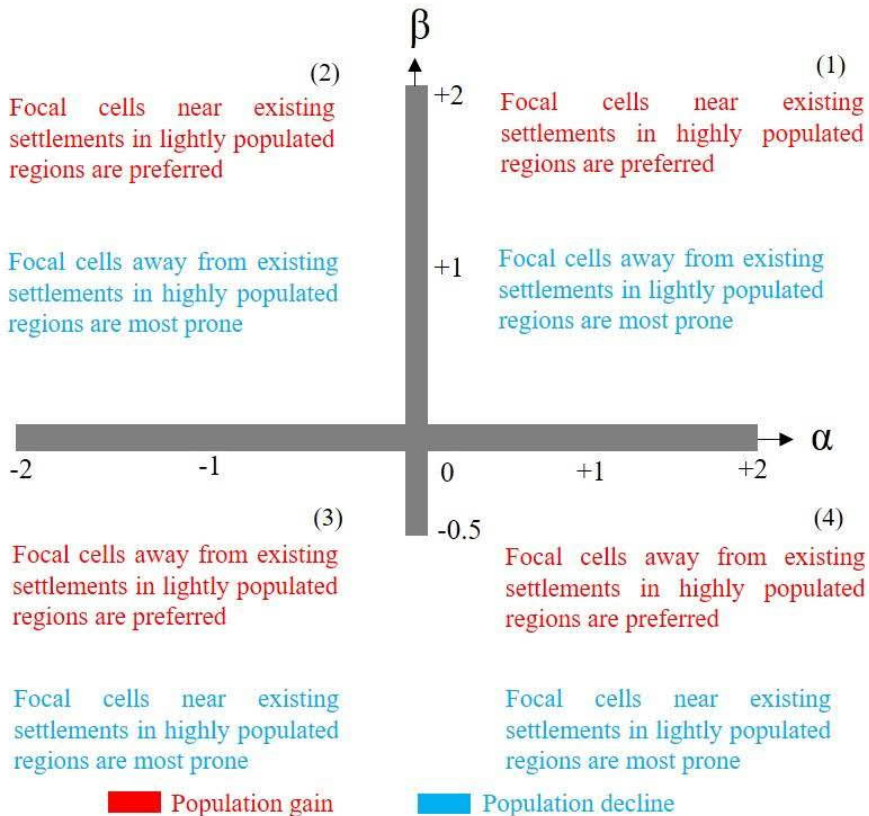 β
(2)
Focal cells near existing
settlements in lightly populated
regions are preferred
Focal cells away from existing
settlements in highly populated
regions are most prone
(1)
Focal cells near existing
settlements in highly populated
regions are preferred
Focal cells away from existing
settlements in lightly populated
regions are most prone
+2
+1
α
-2
-1
0
+1
+2
-0.5
(3)
Focal cells away from existing
settlements in lightly populated
regions are preferred
Focal cells near existing
settlements in highly populated
regions are most prone
(4)
Focal cells away from existing
settlements in highly populated
regions are preferred
Focal cells near existing
settlements in lightly populated
regions are most prone
Population gain
Population decline